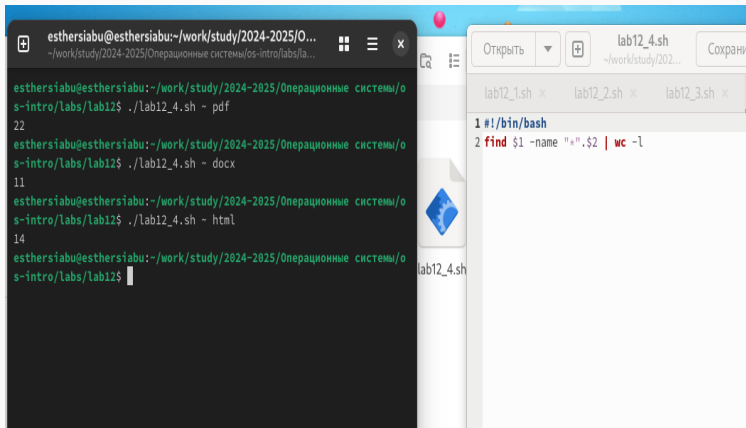 esthersiabu@esthersiabu:~/work/study/2024-2025/О...
~/work/study/2024-2025/Операционные системы/os-intro/labs/la...
esthersiabu@esthersiabu:~/work/study/2024-2025/Операционные системы/o
s-intro/labs/lab12$ ./lab12_4.sh ~ pdf
22
esthersiabu@esthersiabu:~/work/study/2024-2025/Операционные системы/o
s-intro/labs/lab12$ ./lab12_4.sh ~ docx
11
esthersiabu@esthersiabu:~/work/study/2024-2025/Операционные системы/o
s-intro/labs/lab12$ ./lab12_4.sh ~ html
14
esthersiabu@esthersiabu:~/work/study/2024-2025/Операционные системы/o
s-intro/labs/lab12$
lab12_4.sh
Открыть
lab12_4.sh
~/work/study/202...
Сохрани
lab12_1.sh ×
lab12_2.sh ×
lab12_3.sh ×
1 #!/bin/bash
2 find $1 -name "*".$2 | wc -l